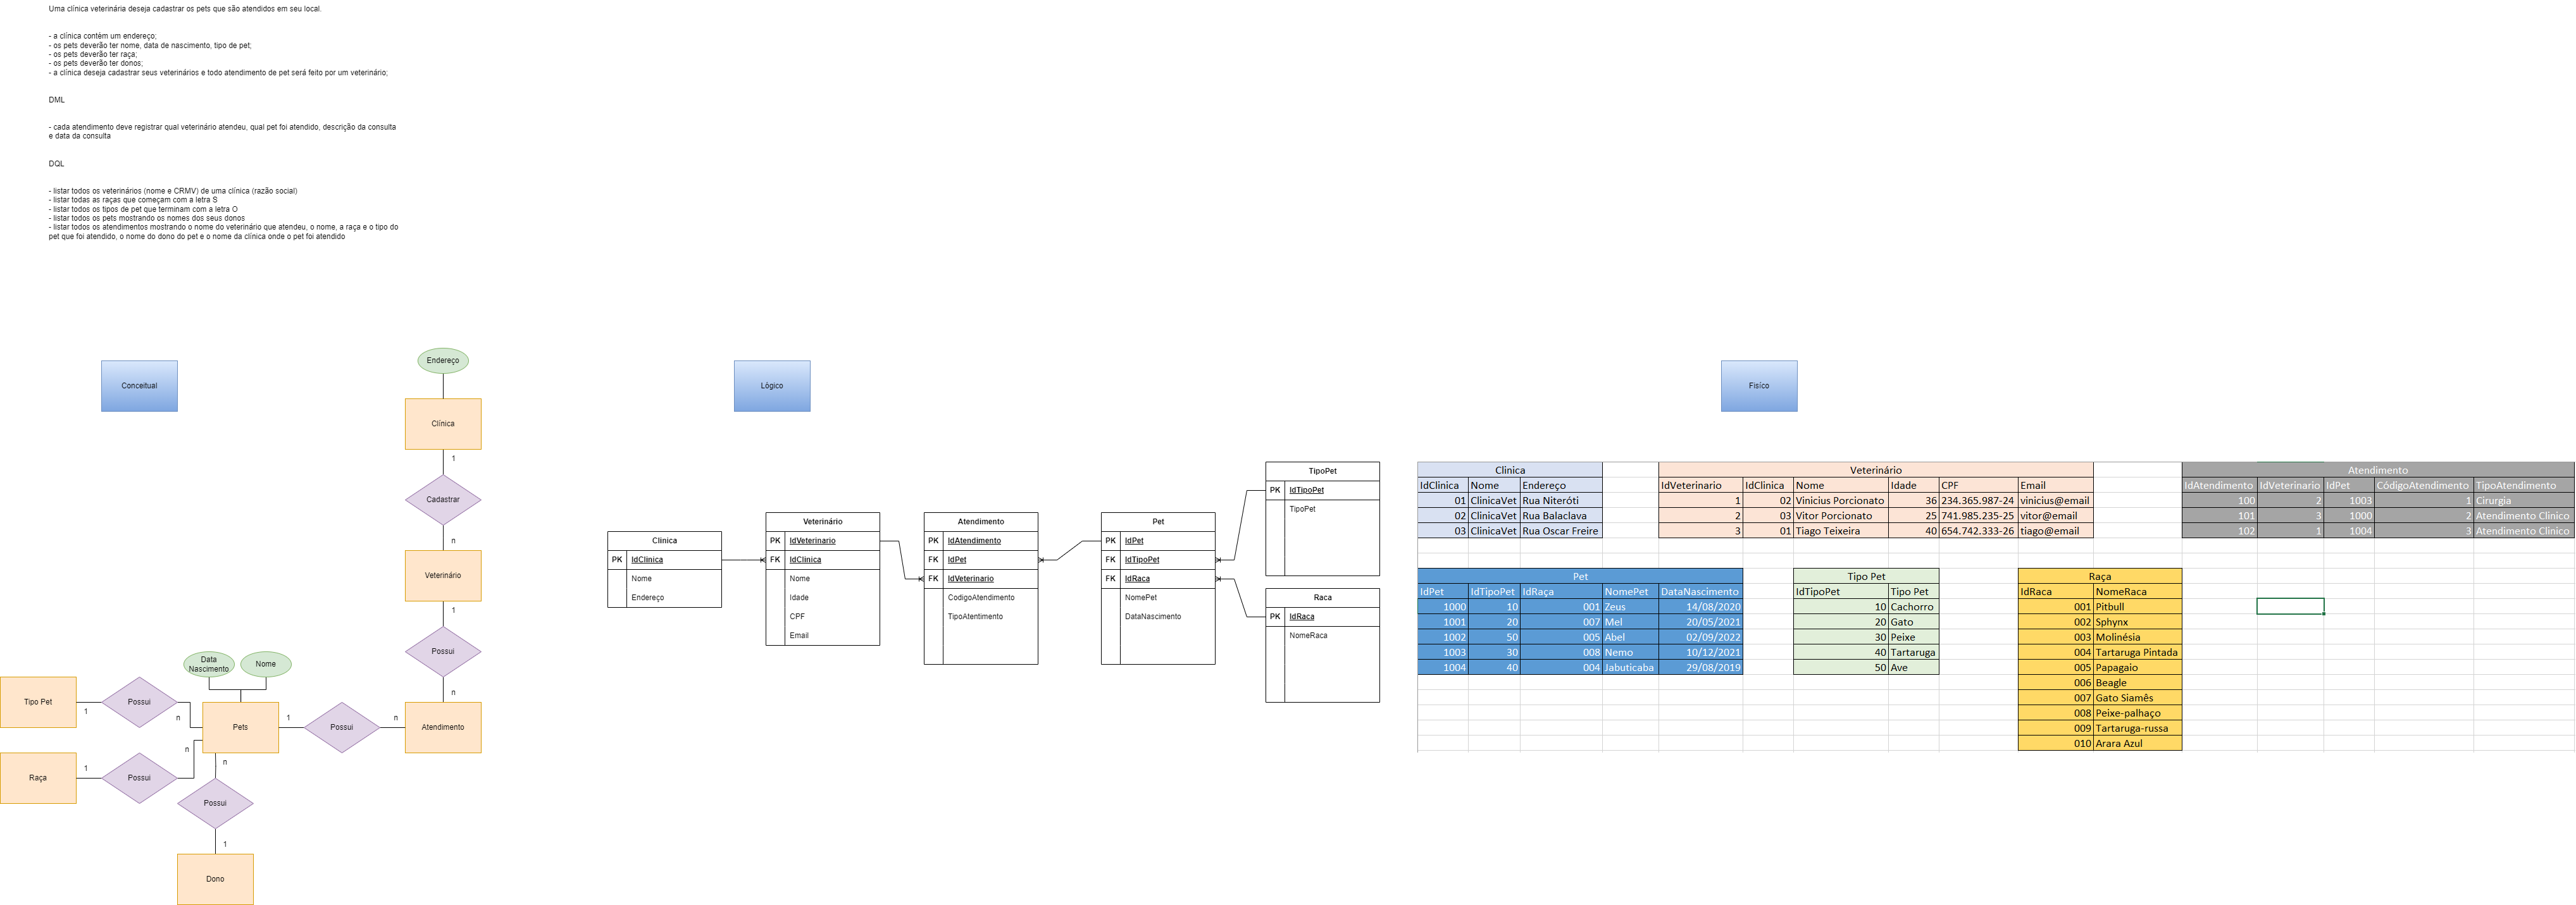 Uma clínica veterinária deseja cadastrar os pets que são atendidos em seu local.
- a clínica contém um endereço;
- os pets deverão ter nome, data de nascimento, tipo de pet;
- os pets deverão ter raça;
- os pets deverão ter donos;
- a clínica deseja cadastrar seus veterinários e todo atendimento de pet será feito por um veterinário;
DML
- cada atendimento deve registrar qual veterinário atendeu, qual pet foi atendido, descrição da consulta
e data da consulta
DQL
- listar todos os veterinários (nome e CRMV) de uma clínica (razão social)
- listar todas as raças que começam com a letra S
- listar todos os tipos de pet que terminam com a letra O
- listar todos os pets mostrando os nomes dos seus donos
- listar todos os atendimentos mostrando o nome do veterinário que atendeu, o nome, a raça e o tipo do
pet que foi atendido, o nome do dono do pet e o nome da clínica onde o pet foi atendido
Conceitual
Endereço
Clínica
1
Cadastrar
n
Veterinário
1
Possui
n
Atendimento
n
Possui
1
Pets
Data
Nascimento
Nome
Tipo Pet
1
Possui
n
Raça
1
Possui
n
n
Possui
1
Dono
Lógico
Clinica
PK IdClinica
Nome
Endereço
Veterinário
PK IdVeterinario
FK IdClinica
Nome
Idade
CPF
Email
Atendimento
PK IdAtendimento
FK IdPet
FK IdVeterinario
CodigoAtendimento
TipoAtentimento
Pet
PK IdPet
FK IdTipoPet
FK IdRaca
NomePet
DataNascimento
TipoPet
PK IdTipoPet
TipoPet
Raca
PK IdRaca
NomeRaca
Fisíco
Clinica
IdClinica Nome Endereço
01 ClinicaVet Rua Niteróti
02 ClinicaVet Rua Balaclava
03 ClinicaVet Rua Oscar Freire
Veterinário
IdVeterinario IdClinica Nome Idade CPF Email
1 02 Vinicius Porcionato 36 234.365.987-24 vinicius@email
2 03 Vitor Porcionato 25 741.985.235-25 vitor@email
3 01 Tiago Teixeira 40 654.742.333-26 tiago@email
Atendimento
IdAtendimento IdVeterinario IdPet CódigoAtendimento TipoAtendimento
100 2 1003 1 Cirurgia
101 3 1000 2 Atendimento Clínico
102 1 1004 3 Atendimento Clínico
Pet
IdPet IdTipoPet IdRaça NomePet DataNascimento
1000 10 001 Zeus 14/08/2020
1001 20 007 Mel 20/05/2021
1002 50 005 Abel 02/09/2022
1003 30 008 Nemo 10/12/2021
1004 40 004 Jabuticaba 29/08/2019
Tipo Pet
IdTipoPet Tipo Pet
10 Cachorro
20 Gato
30 Peixe
40 Tartaruga
50 Ave
Raça
IdRaca NomeRaca
001 Pitbull
002 Sphynx
003 Molinésia
004 Tartaruga Pintada
005 Papagaio
006 Beagle
007 Gato Siamês
008 Peixe-palhaço
009 Tartaruga-russa
010 Arara Azul